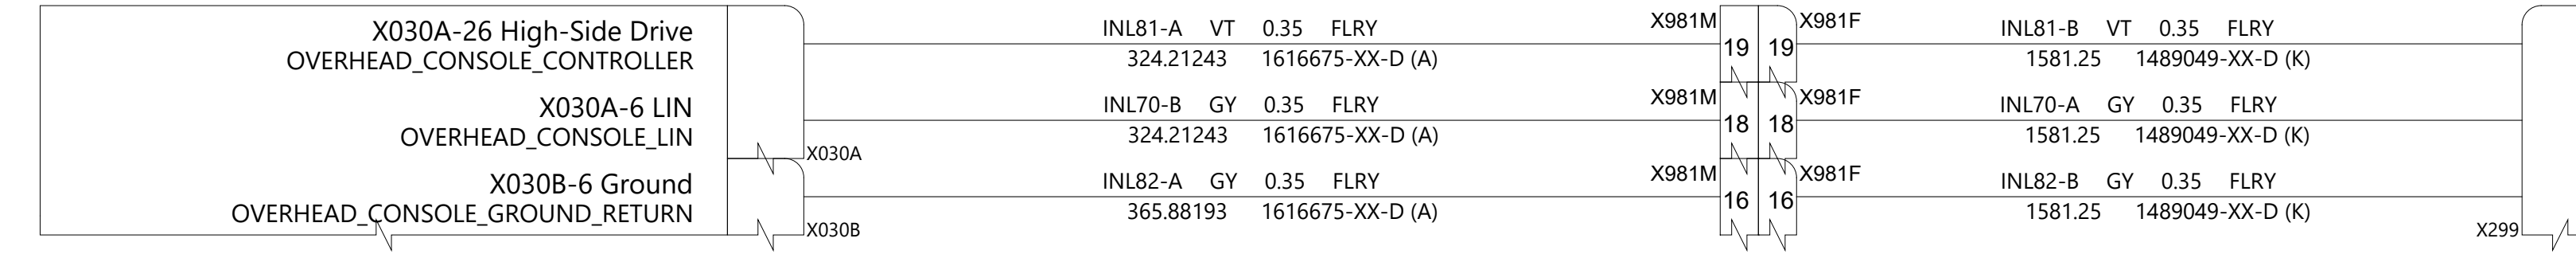 X030A-26 High-Side Drive
OVERHEAD_CONSOLE_CONTROLLER
INL81-A VT 0.35 FLRY
324.21243 1616675-XX-D (A)
X981M
19 19
X981F
INL81-B VT 0.35 FLRY
1581.25 1489049-XX-D (K)
X030A-6 LIN
OVERHEAD_CONSOLE_LIN
X030A
INL70-B GY 0.35 FLRY
324.21243 1616675-XX-D (A)
X981M
18 18
X981F
INL70-A GY 0.35 FLRY
1581.25 1489049-XX-D (K)
X030B-6 Ground
OVERHEAD_CONSOLE_GROUND_RETURN
X030B
INL82-A GY 0.35 FLRY
365.88193 1616675-XX-D (A)
X981M
16 16
X981F
INL82-B GY 0.35 FLRY
1581.25 1489049-XX-D (K)
X299